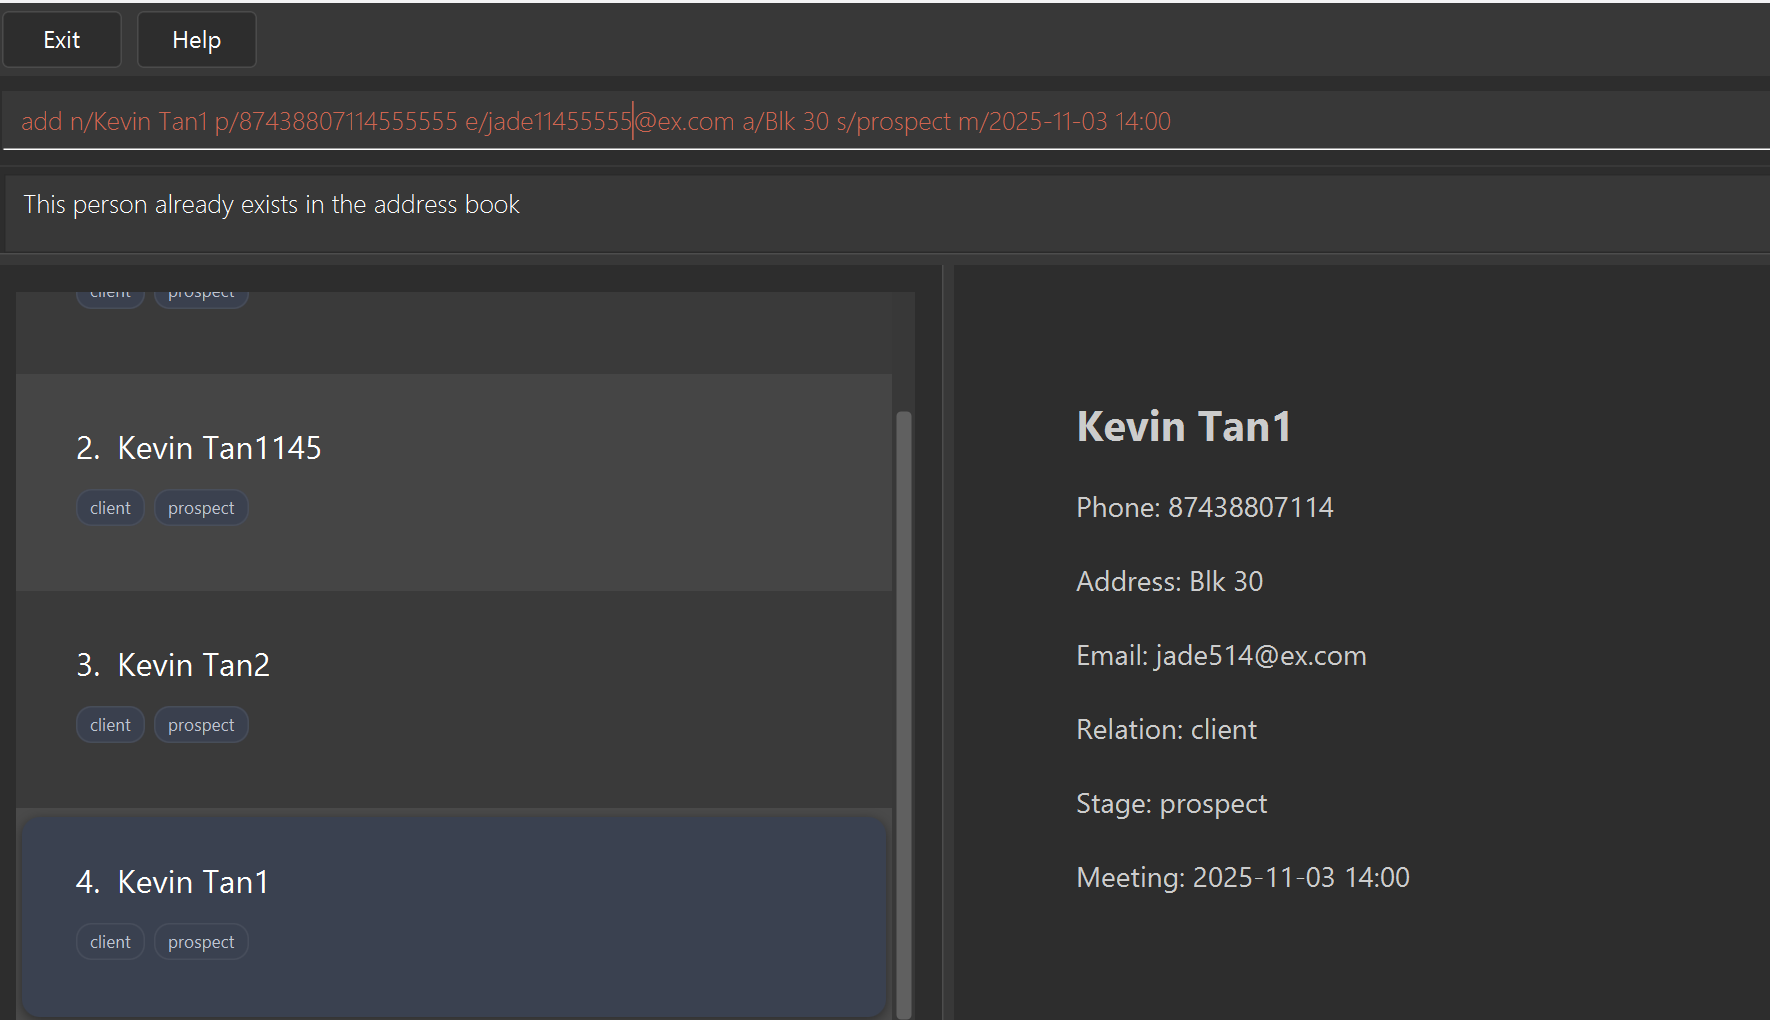 Exit Help
add n/Kevin Tan1 p/87438807114555555 e/jade11455555@ex.com a/Blk 30 s/prospect m/2025-11-03 14:00
This person already exists in the address book
client prospect
2. Kevin Tan1145
client prospect
3. Kevin Tan2
client prospect
4. Kevin Tan1
client prospect
Kevin Tan1
Phone: 87438807114
Address: Blk 30
Email: jade514@ex.com
Relation: client
Stage: prospect
Meeting: 2025-11-03 14:00